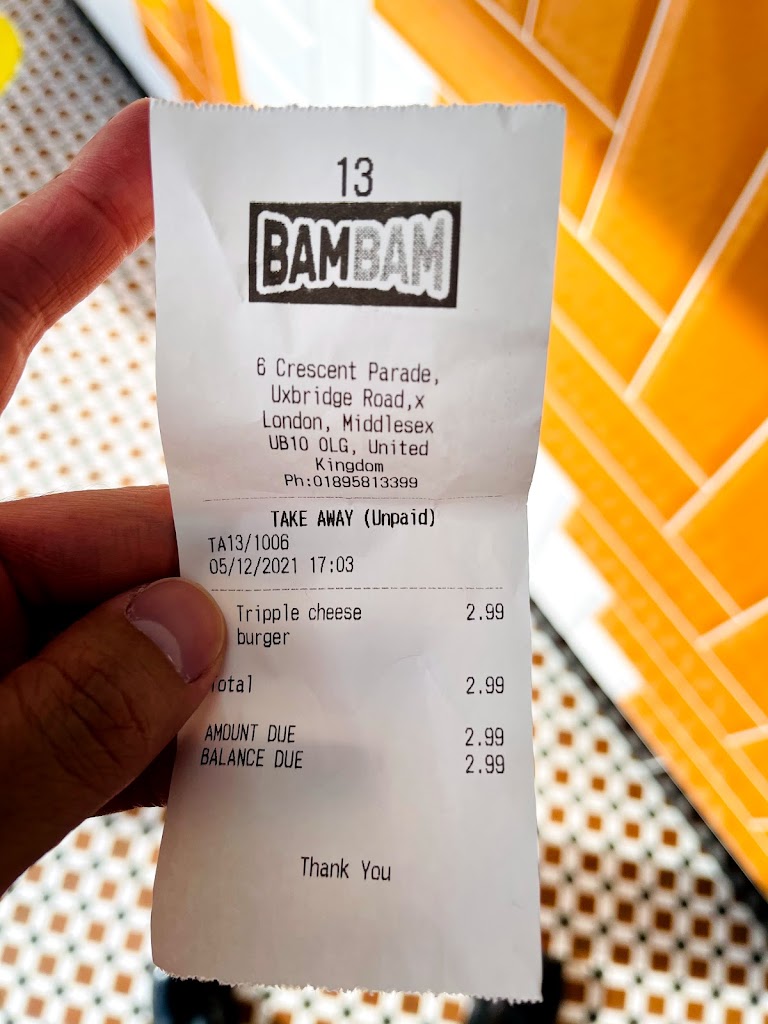 13
BAMBAM
6 Crescent Parade,
Uxbridge Road,x
London, Middlesex
UB10 0LG, United
Kingdom
Ph:01895813399
TAKE AWAY (Unpaid)
TA13/1006
05/12/2021 17:03
Tripple cheese 2.99
burger
Total 2.99
AMOUNT DUE 2.99
BALANCE DUE 2.99
Thank You